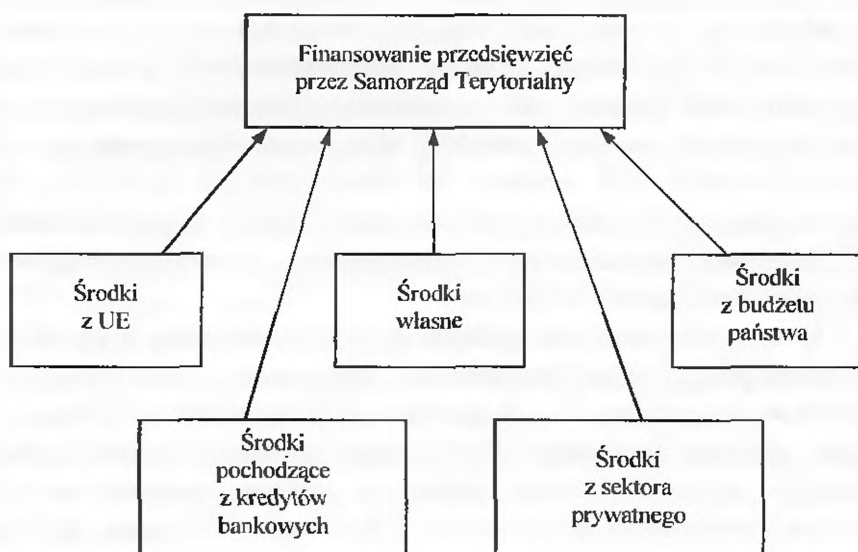 Finansowanie przedsięwzięć
przez Samorząd Terytorialny
Środki
z UE
Środki
własne
Środki
z budżetu
państwa
Środki
pochodzące
z kredytów
bankowych
Środki
z sektora
prywatnego